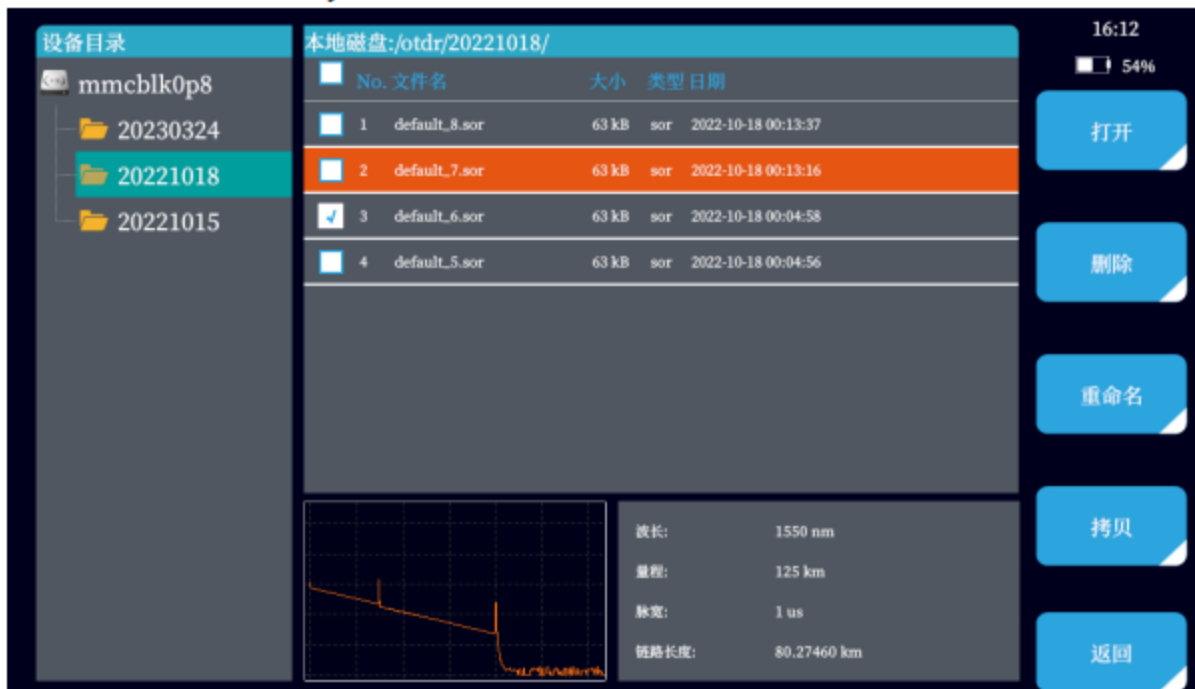 16:12
54%
设备目录
mmcblk0p8
20230324
20221018
20221015
本地磁盘:/otdr/20221018/
No. 文件名 大小 类型 日期
1 default_8.sor 63 kB sor 2022-10-18 00:13:37
2 default_7.sor 63 kB sor 2022-10-18 00:13:16
3 default_6.sor 63 kB sor 2022-10-18 00:04:58
4 default_5.sor 63 kB sor 2022-10-18 00:04:56
波长: 1550 nm
量程: 125 km
脉宽: 1 us
链路长度: 80.27460 km
打开
删除
重命名
拷贝
返回